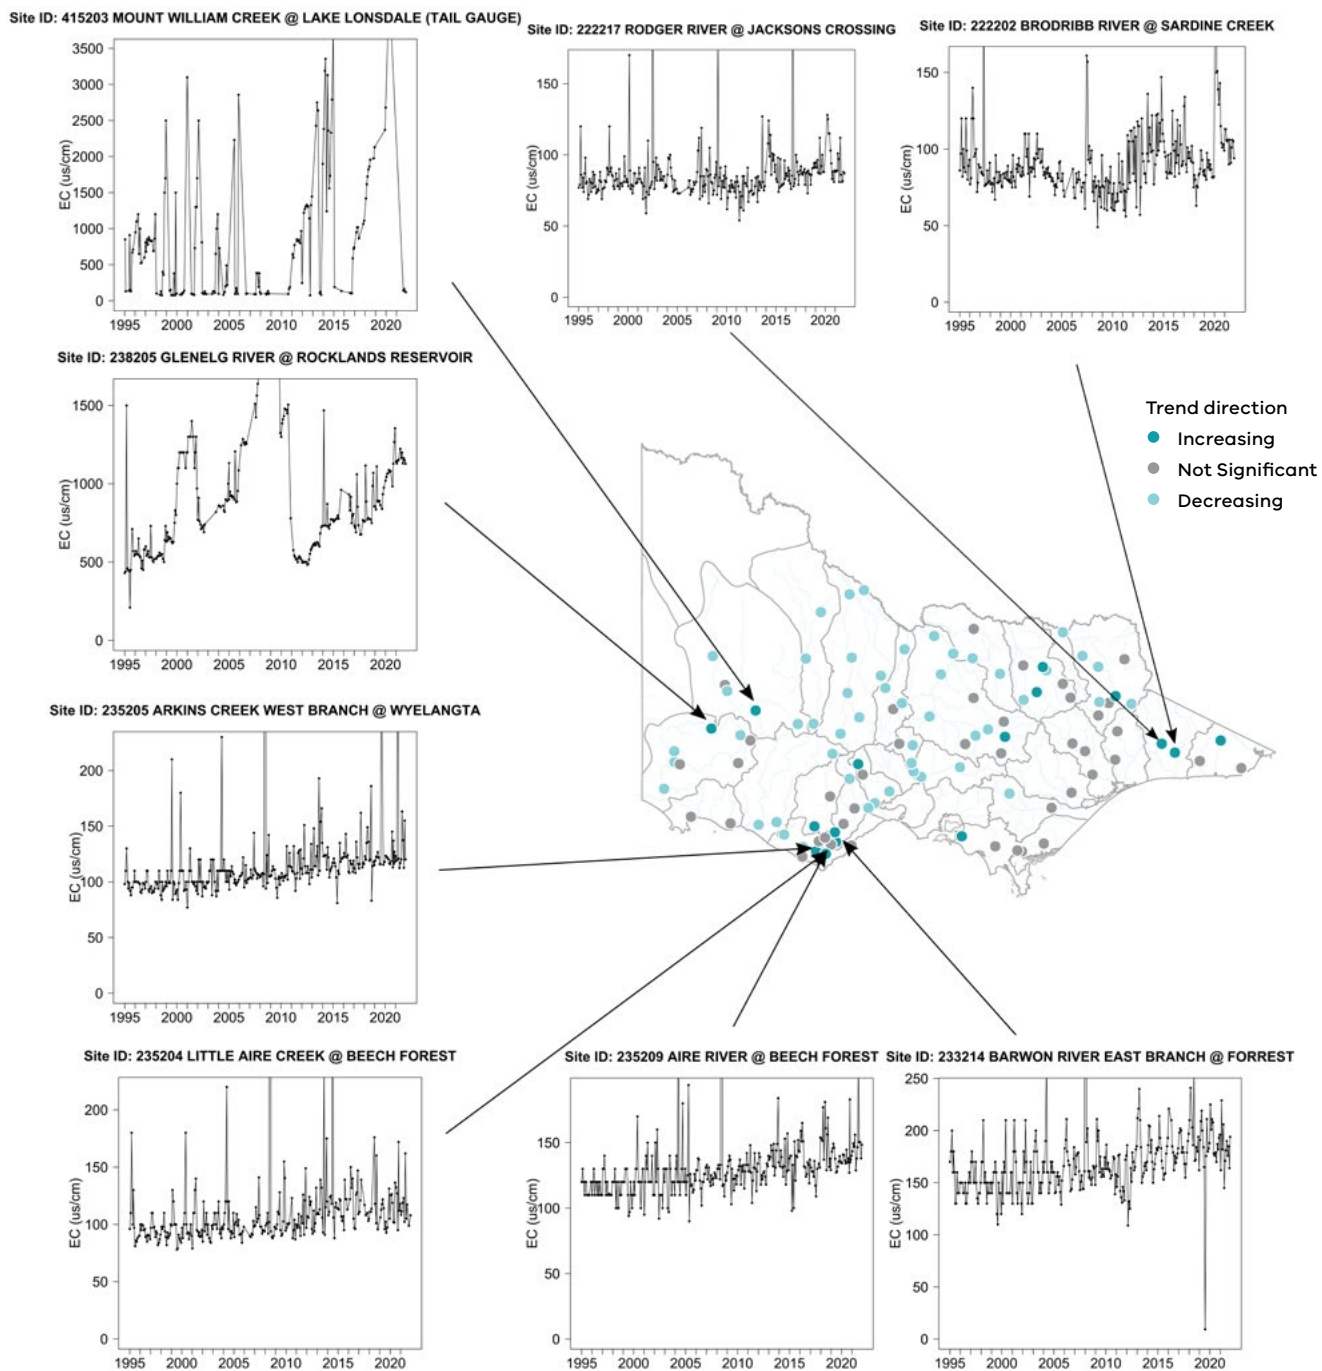 Site ID: 415203 MOUNT WILLIAM CREEK @ LAKE LONSDALE (TAIL GAUGE)
EC (us/cm)
3500
3000
2500
2000
1500
1000
500
0
1995 2000 2005 2010 2015 2020
Site ID: 222217 RODGER RIVER @ JACKSONS CROSSING
EC (us/cm)
150
100
50
0
1995 2000 2005 2010 2015 2020
Site ID: 222202 BRODRIBB RIVER @ SARDINE CREEK
EC (us/cm)
150
100
50
0
1995 2000 2005 2010 2015 2020
Site ID: 238205 GLENELG RIVER @ ROCKLANDS RESERVOIR
EC (us/cm)
1500
1000
500
0
1995 2000 2005 2010 2015 2020
Trend direction
Increasing
Not Significant
Decreasing
Site ID: 235205 ARKINS CREEK WEST BRANCH @ WYELANGTA
EC (us/cm)
200
150
100
50
0
1995 2000 2005 2010 2015 2020
Site ID: 235204 LITTLE AIRE CREEK @ BEECH FOREST
EC (us/cm)
200
150
100
50
0
1995 2000 2005 2010 2015 2020
Site ID: 235209 AIRE RIVER @ BEECH FOREST
EC (us/cm)
150
100
50
0
1995 2000 2005 2010 2015 2020
Site ID: 233214 BARWON RIVER EAST BRANCH @ FORREST
EC (us/cm)
250
200
150
100
50
0
1995 2000 2005 2010 2015 2020